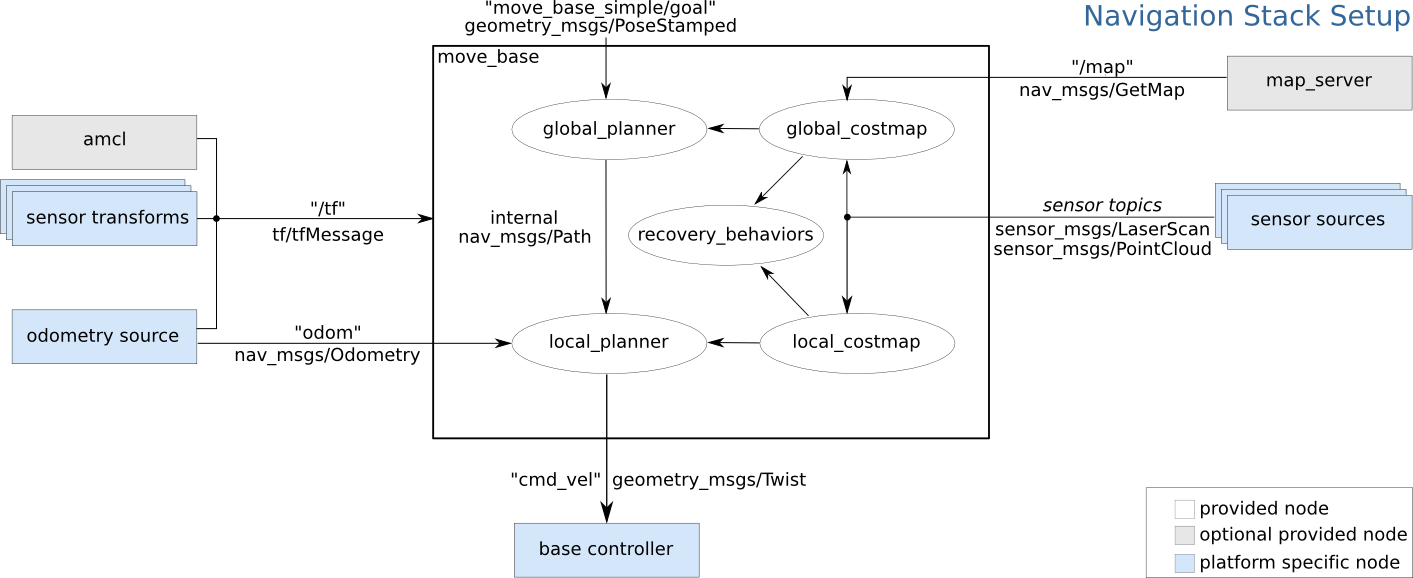 Navigation Stack Setup
"move_base_simple/goal"
geometry_msgs/PoseStamped
move_base
"/map"
nav_msgs/GetMap
map_server
global_planner
global_costmap
amcl
sensor transforms
"/tf"
tf/tfMessage
internal
nav_msgs/Path
recovery_behaviors
sensor topics
sensor_msgs/LaserScan
sensor_msgs/PointCloud
sensor sources
odometry source
"odom"
nav_msgs/Odometry
local_planner
local_costmap
"cmd_vel" geometry_msgs/Twist
base controller
provided node
optional provided node
platform specific node